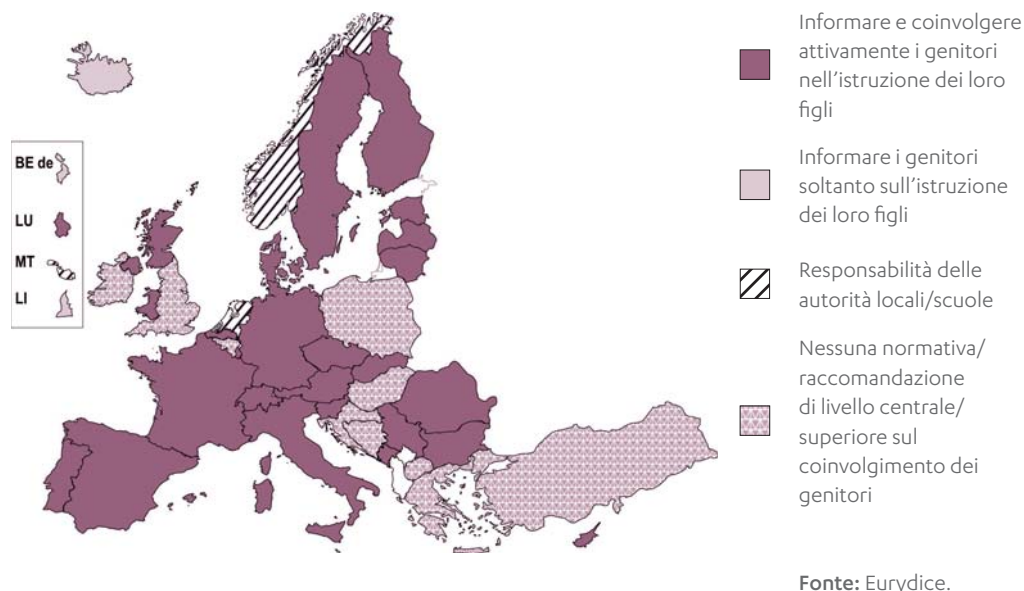 Informare e coinvolgere
attivamente i genitori
nell'istruzione dei loro
figli
Informare i genitori
soltanto sull'istruzione
dei loro figli
Responsabilità delle
autorità locali/scuole
Nessuna normativa/
raccomandazione
di livello centrale/
superiore sul
coinvolgimento dei
genitori
BE de
LU
MT
LI
Fonte: Eurydice.